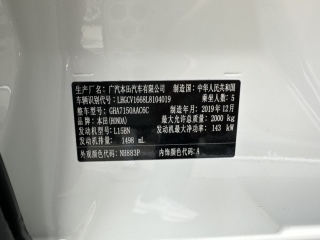 生产厂名：广汽本田汽车有限公司 制造国：中华人民共和国
车辆识别代号：LHGCV1668L8104019 乘坐人数：5
整车型号：GHA7150AAC6C 制造年月：2019年12月
品牌：本田(HONDA) 最大允许总质量：2000 kg
发动机型号：L15BN 发动机最大净功率：143 kW
发动机排量：1498 mL
外观颜色代码：NH883P 内饰颜色代码：A